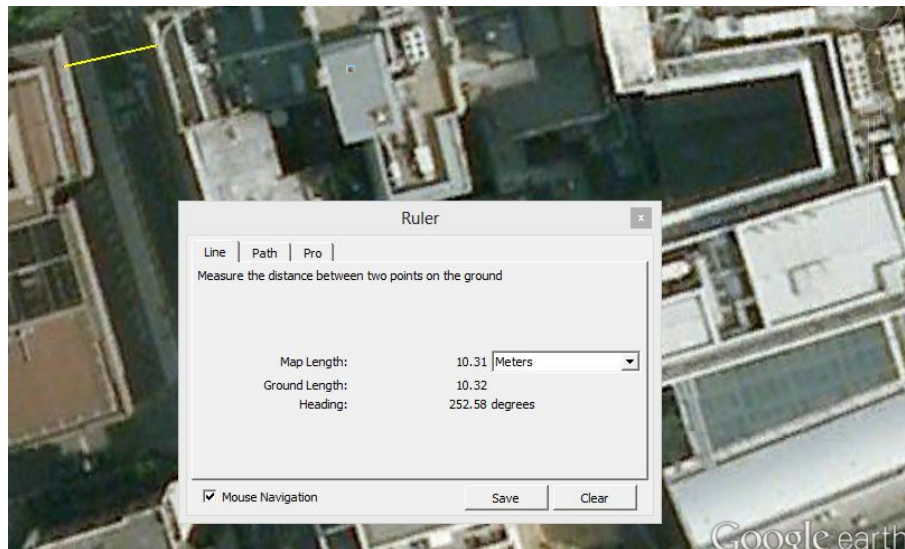 Ruler
x
Line Path Pro
Measure the distance between two points on the ground
Map Length: 10.31 Meters
Ground Length: 10.32
Heading: 252.58 degrees
Mouse Navigation Save Clear
Google earth